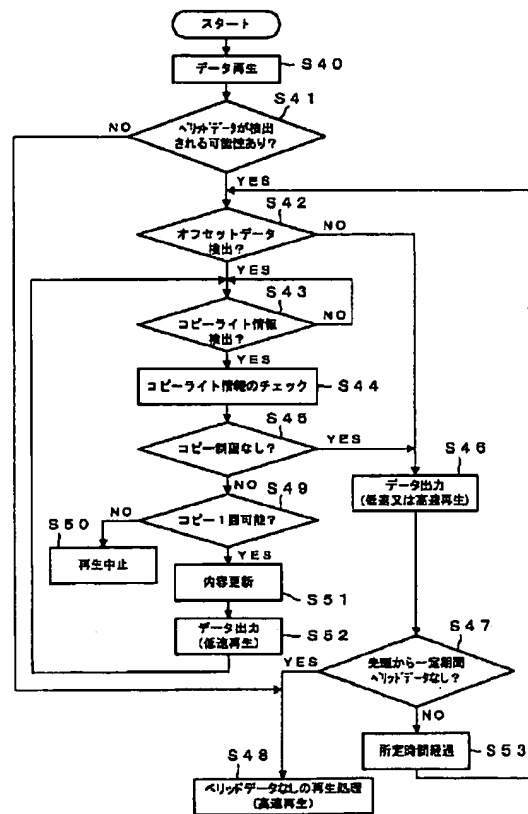 スタート
データ再生
S40
S41
NO
ベリッドデータが検出
される可能性あり?
YES
S42
オフセットデータ
検出?
NO
YES
S43
コピーライト情報
検出?
NO
YES
コピーライト情報のチェック
S44
S45
コピー制限なし?
YES
NO
S46
データ出力
(低速又は高速再生)
S49
コピー1回可能?
NO
S50
再生中止
YES
内容更新
S51
データ出力
(低速再生)
S52
S47
先頭から一定期間
ベリッドデータなし?
YES
NO
所定時間経過
S53
S48
ベリッドデータなしの再生処理
(高速再生)